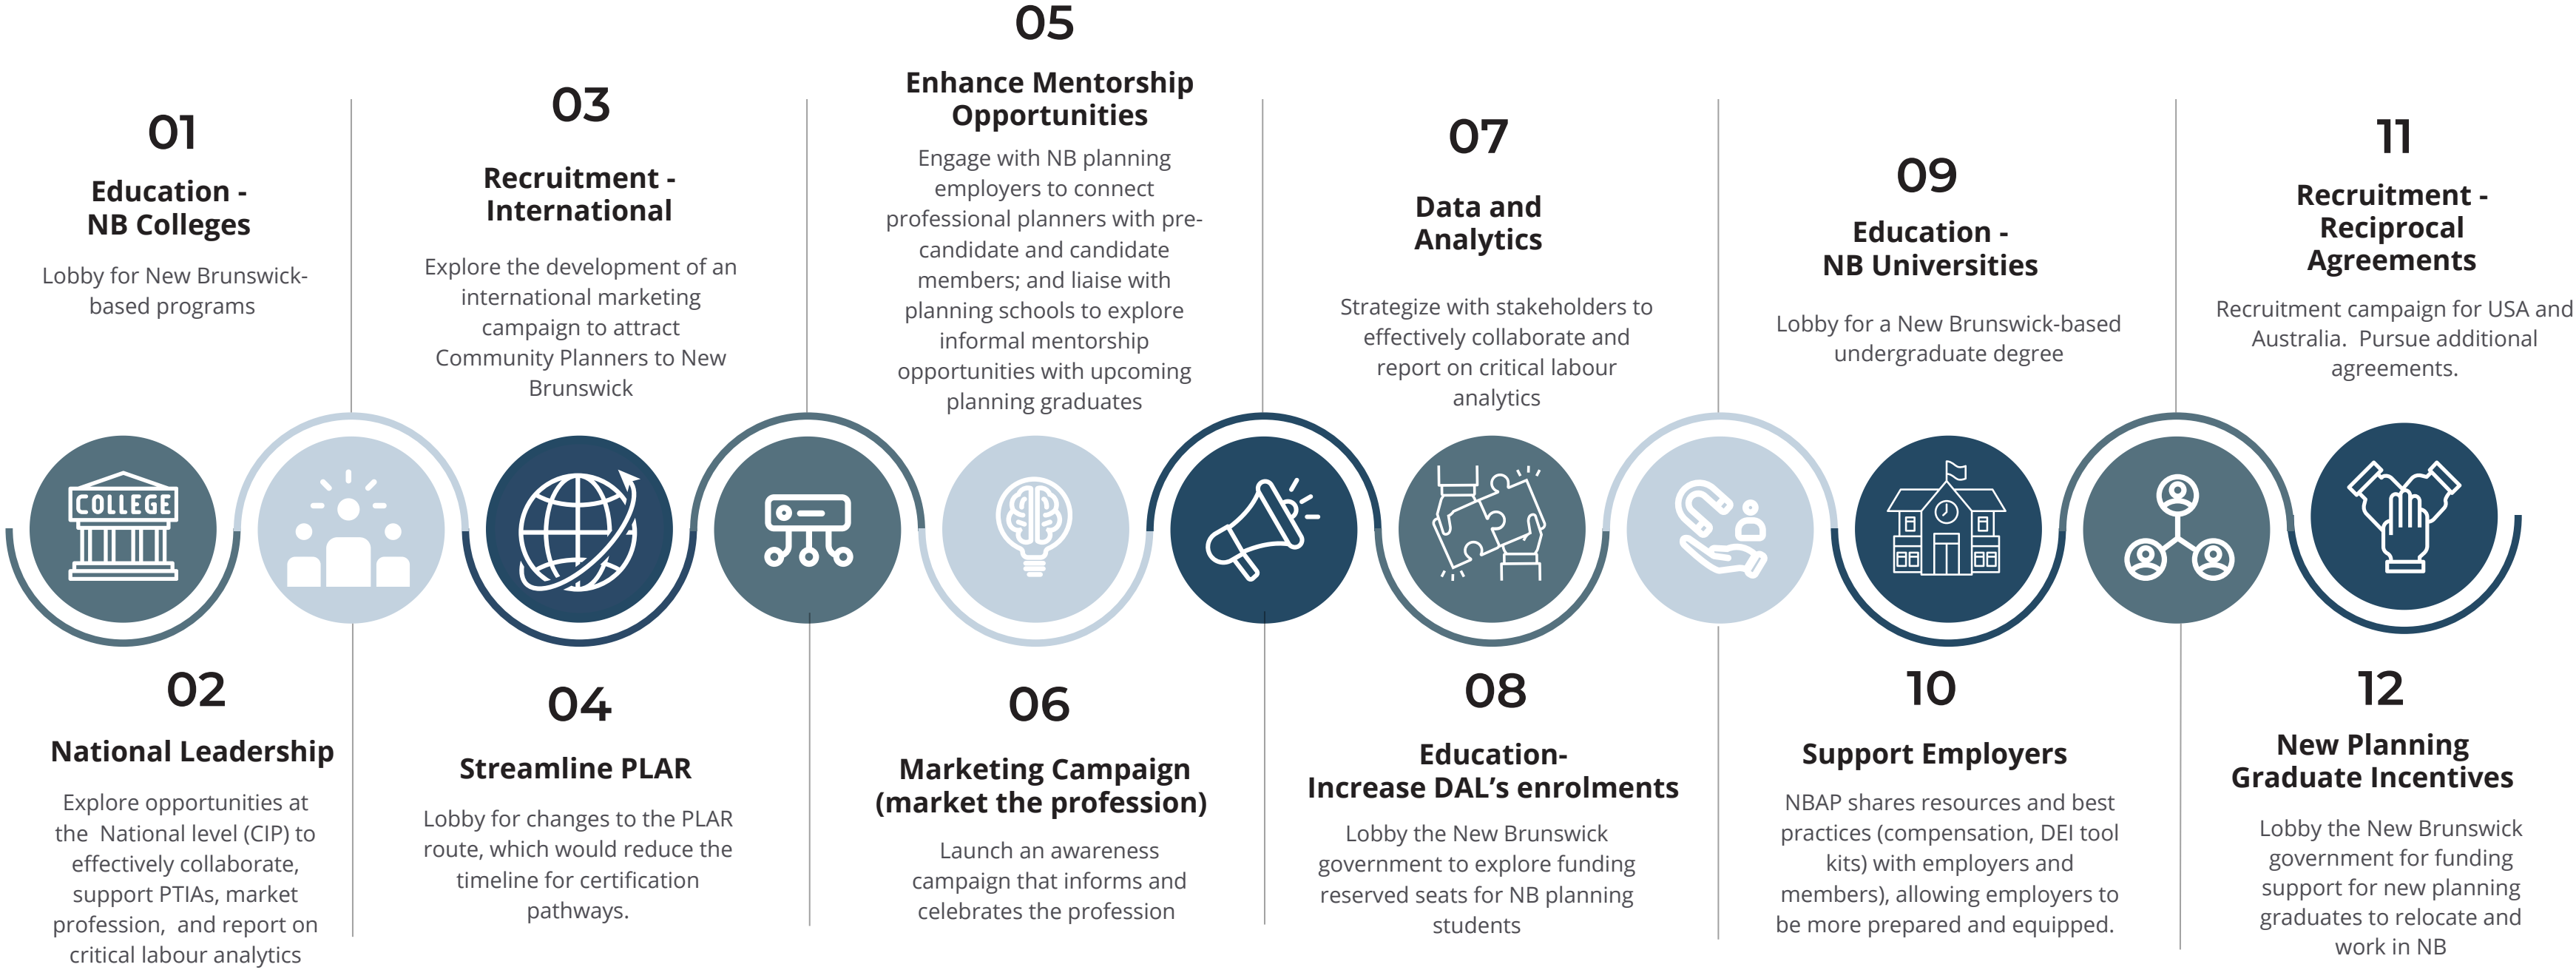 01
Education -
NB Colleges
Lobby for New Brunswick-
based programs
COLLEGE
02
National Leadership
Explore opportunities at
the National level (CIP) to
effectively collaborate,
support PTIAs, market
profession, and report on
critical labour analytics
03
Recruitment -
International
Explore the development of an
international marketing
campaign to attract
Community Planners to New
Brunswick
04
Streamline PLAR
Lobby for changes to the PLAR
route, which would reduce the
timeline for certification
pathways.
05
Enhance Mentorship
Opportunities
Engage with NB planning
employers to connect
professional planners with pre-
candidate and candidate
members; and liaise with
planning schools to explore
informal mentorship
opportunities with upcoming
planning graduates
06
Marketing Campaign
(market the profession)
Launch an awareness
campaign that informs and
celebrates the profession
07
Data and
Analytics
Strategize with stakeholders to
effectively collaborate and
report on critical labour
analytics
08
Education-
Increase DAL’s enrolments
Lobby the New Brunswick
government to explore funding
reserved seats for NB planning
students
09
Education -
NB Universities
Lobby for a New Brunswick-based
undergraduate degree
10
Support Employers
NBAP shares resources and best
practices (compensation, DEI tool
kits) with employers and
members), allowing employers to
be more prepared and equipped.
11
Recruitment -
Reciprocal
Agreements
Recruitment campaign for USA and
Australia. Pursue additional
agreements.
12
New Planning
Graduate Incentives
Lobby the New Brunswick
government for funding
support for new planning
graduates to relocate and
work in NB